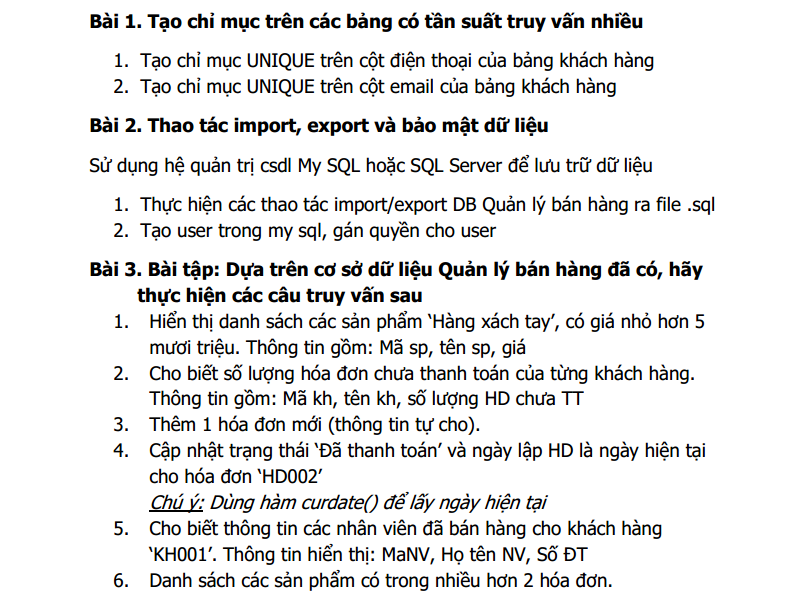 Bài 1. Tạo chỉ mục trên các bảng có tần suất truy vấn nhiều
1. Tạo chỉ mục UNIQUE trên cột điện thoại của bảng khách hàng
2. Tạo chỉ mục UNIQUE trên cột email của bảng khách hàng
Bài 2. Thao tác import, export và bảo mật dữ liệu
Sử dụng hệ quản trị csdl My SQL hoặc SQL Server để lưu trữ dữ liệu
1. Thực hiện các thao tác import/export DB Quản lý bán hàng ra file .sql
2. Tạo user trong my sql, gán quyền cho user
Bài 3. Bài tập: Dựa trên cơ sở dữ liệu Quản lý bán hàng đã có, hãy
thực hiện các câu truy vấn sau
1. Hiển thị danh sách các sản phẩm ‘Hàng xách tay’, có giá nhỏ hơn 5
mươi triệu. Thông tin gồm: Mã sp, tên sp, giá
2. Cho biết số lượng hóa đơn chưa thanh toán của từng khách hàng.
Thông tin gồm: Mã kh, tên kh, số lượng HD chưa TT
3. Thêm 1 hóa đơn mới (thông tin tự cho).
4. Cập nhật trạng thái ‘Đã thanh toán’ và ngày lập HD là ngày hiện tại
cho hóa đơn ‘HD002’
Chú ý: Dùng hàm curdate() để lấy ngày hiện tại
5. Cho biết thông tin các nhân viên đã bán hàng cho khách hàng
‘KH001’. Thông tin hiển thị: MaNV, Họ tên NV, Số ĐT
6. Danh sách các sản phẩm có trong nhiều hơn 2 hóa đơn.